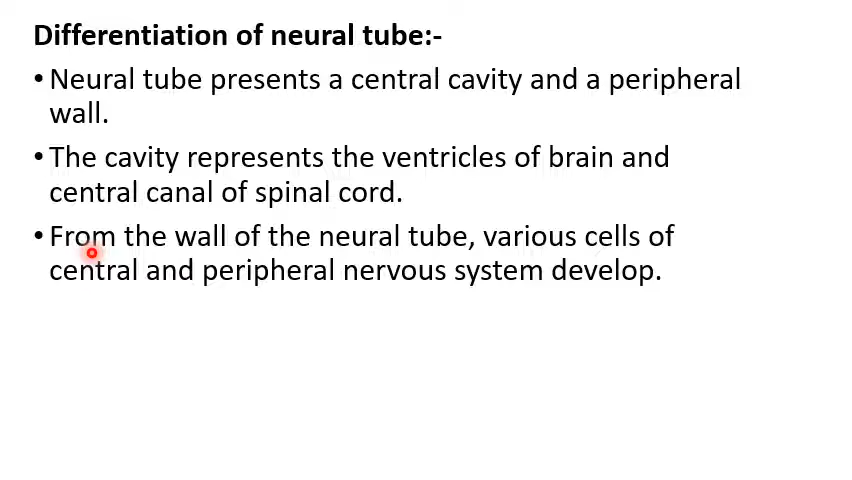 Differentiation of neural tube:-
• Neural tube presents a central cavity and a peripheral
wall.
• The cavity represents the ventricles of brain and
central canal of spinal cord.
• From the wall of the neural tube, various cells of
central and peripheral nervous system develop.